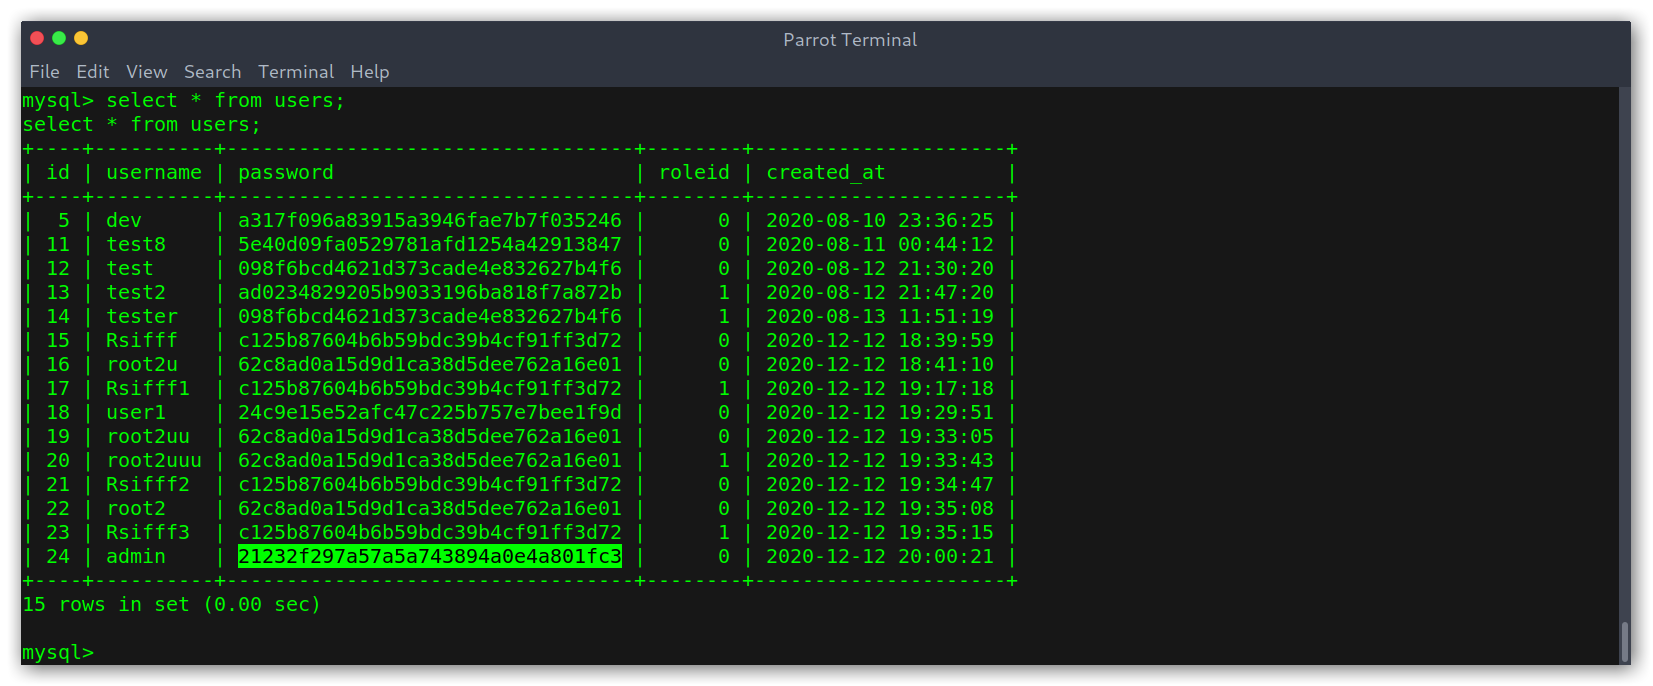 Parrot Terminal
File Edit View Search Terminal Help
mysql> select * from users;
select * from users;
+----+----------+----------------------------------+--------+---------------------+
| id | username | password                         | roleid | created_at          |
+----+----------+----------------------------------+--------+---------------------+
|  5 | dev      | a317f096a83915a3946fae7b7f035246 |      0 | 2020-08-10 23:36:25 |
| 11 | test8    | 5e40d09fa0529781afd1254a42913847 |      0 | 2020-08-11 00:44:12 |
| 12 | test     | 098f6bcd4621d373cade4e832627b4f6 |      0 | 2020-08-12 21:30:20 |
| 13 | test2    | ad0234829205b9033196ba818f7a872b |      1 | 2020-08-12 21:47:20 |
| 14 | tester   | 098f6bcd4621d373cade4e832627b4f6 |      1 | 2020-08-13 11:51:19 |
| 15 | Rsifff   | c125b87604b6b59bdc39b4cf91ff3d72 |      0 | 2020-12-12 18:39:59 |
| 16 | root2u   | 62c8ad0a15d9d1ca38d5dee762a16e01 |      0 | 2020-12-12 18:41:10 |
| 17 | Rsifff1  | c125b87604b6b59bdc39b4cf91ff3d72 |      1 | 2020-12-12 19:17:18 |
| 18 | user1    | 24c9e15e52afc47c225b757e7bee1f9d |      0 | 2020-12-12 19:29:51 |
| 19 | root2uu  | 62c8ad0a15d9d1ca38d5dee762a16e01 |      0 | 2020-12-12 19:33:05 |
| 20 | root2uuu | 62c8ad0a15d9d1ca38d5dee762a16e01 |      1 | 2020-12-12 19:33:43 |
| 21 | Rsifff2  | c125b87604b6b59bdc39b4cf91ff3d72 |      0 | 2020-12-12 19:34:47 |
| 22 | root2    | 62c8ad0a15d9d1ca38d5dee762a16e01 |      0 | 2020-12-12 19:35:08 |
| 23 | Rsifff3  | c125b87604b6b59bdc39b4cf91ff3d72 |      1 | 2020-12-12 19:35:15 |
| 24 | admin    | 21232f297a57a5a743894a0e4a801fc3 |      0 | 2020-12-12 20:00:21 |
+----+----------+----------------------------------+--------+---------------------+
15 rows in set (0.00 sec)
mysql>